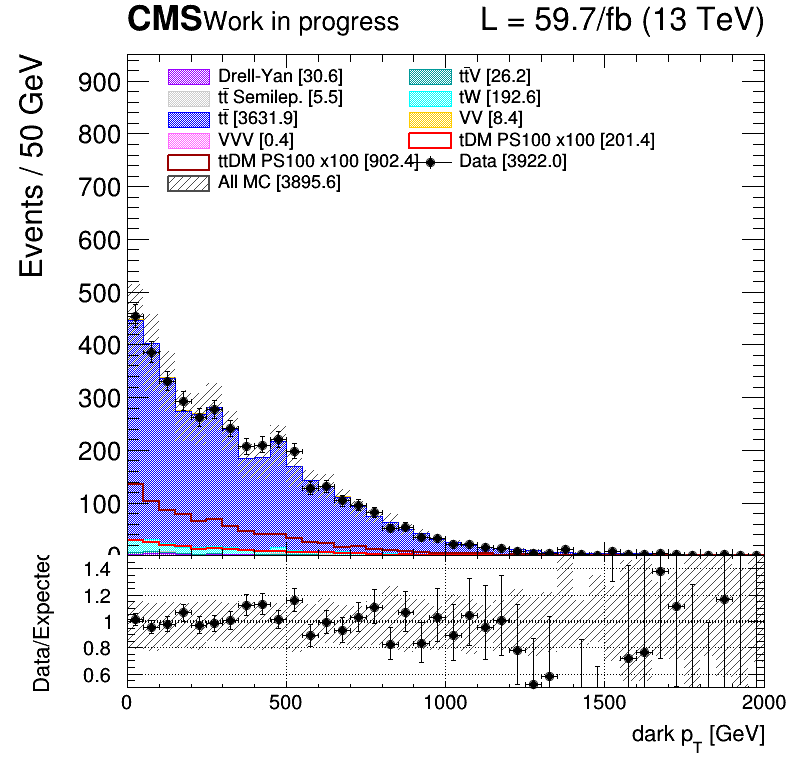 CMS Work in progress L = 59.7/fb (13 TeV)
Events / 50 GeV
900
800
700
600
500
400
300
200
100
0
Drell-Yan [30.6]
tt̄V [26.2]
tt̄ Semilep. [5.5]
tW [192.6]
tt̄ [3631.9]
VV [8.4]
VVV [0.4]
tDM PS100 x100 [201.4]
ttDM PS100 x100 [902.4]
Data [3922.0]
All MC [3895.6]
Data/Expected
1.4
1.2
1
0.8
0.6
0 500 1000 1500 2000
dark p_T [GeV]